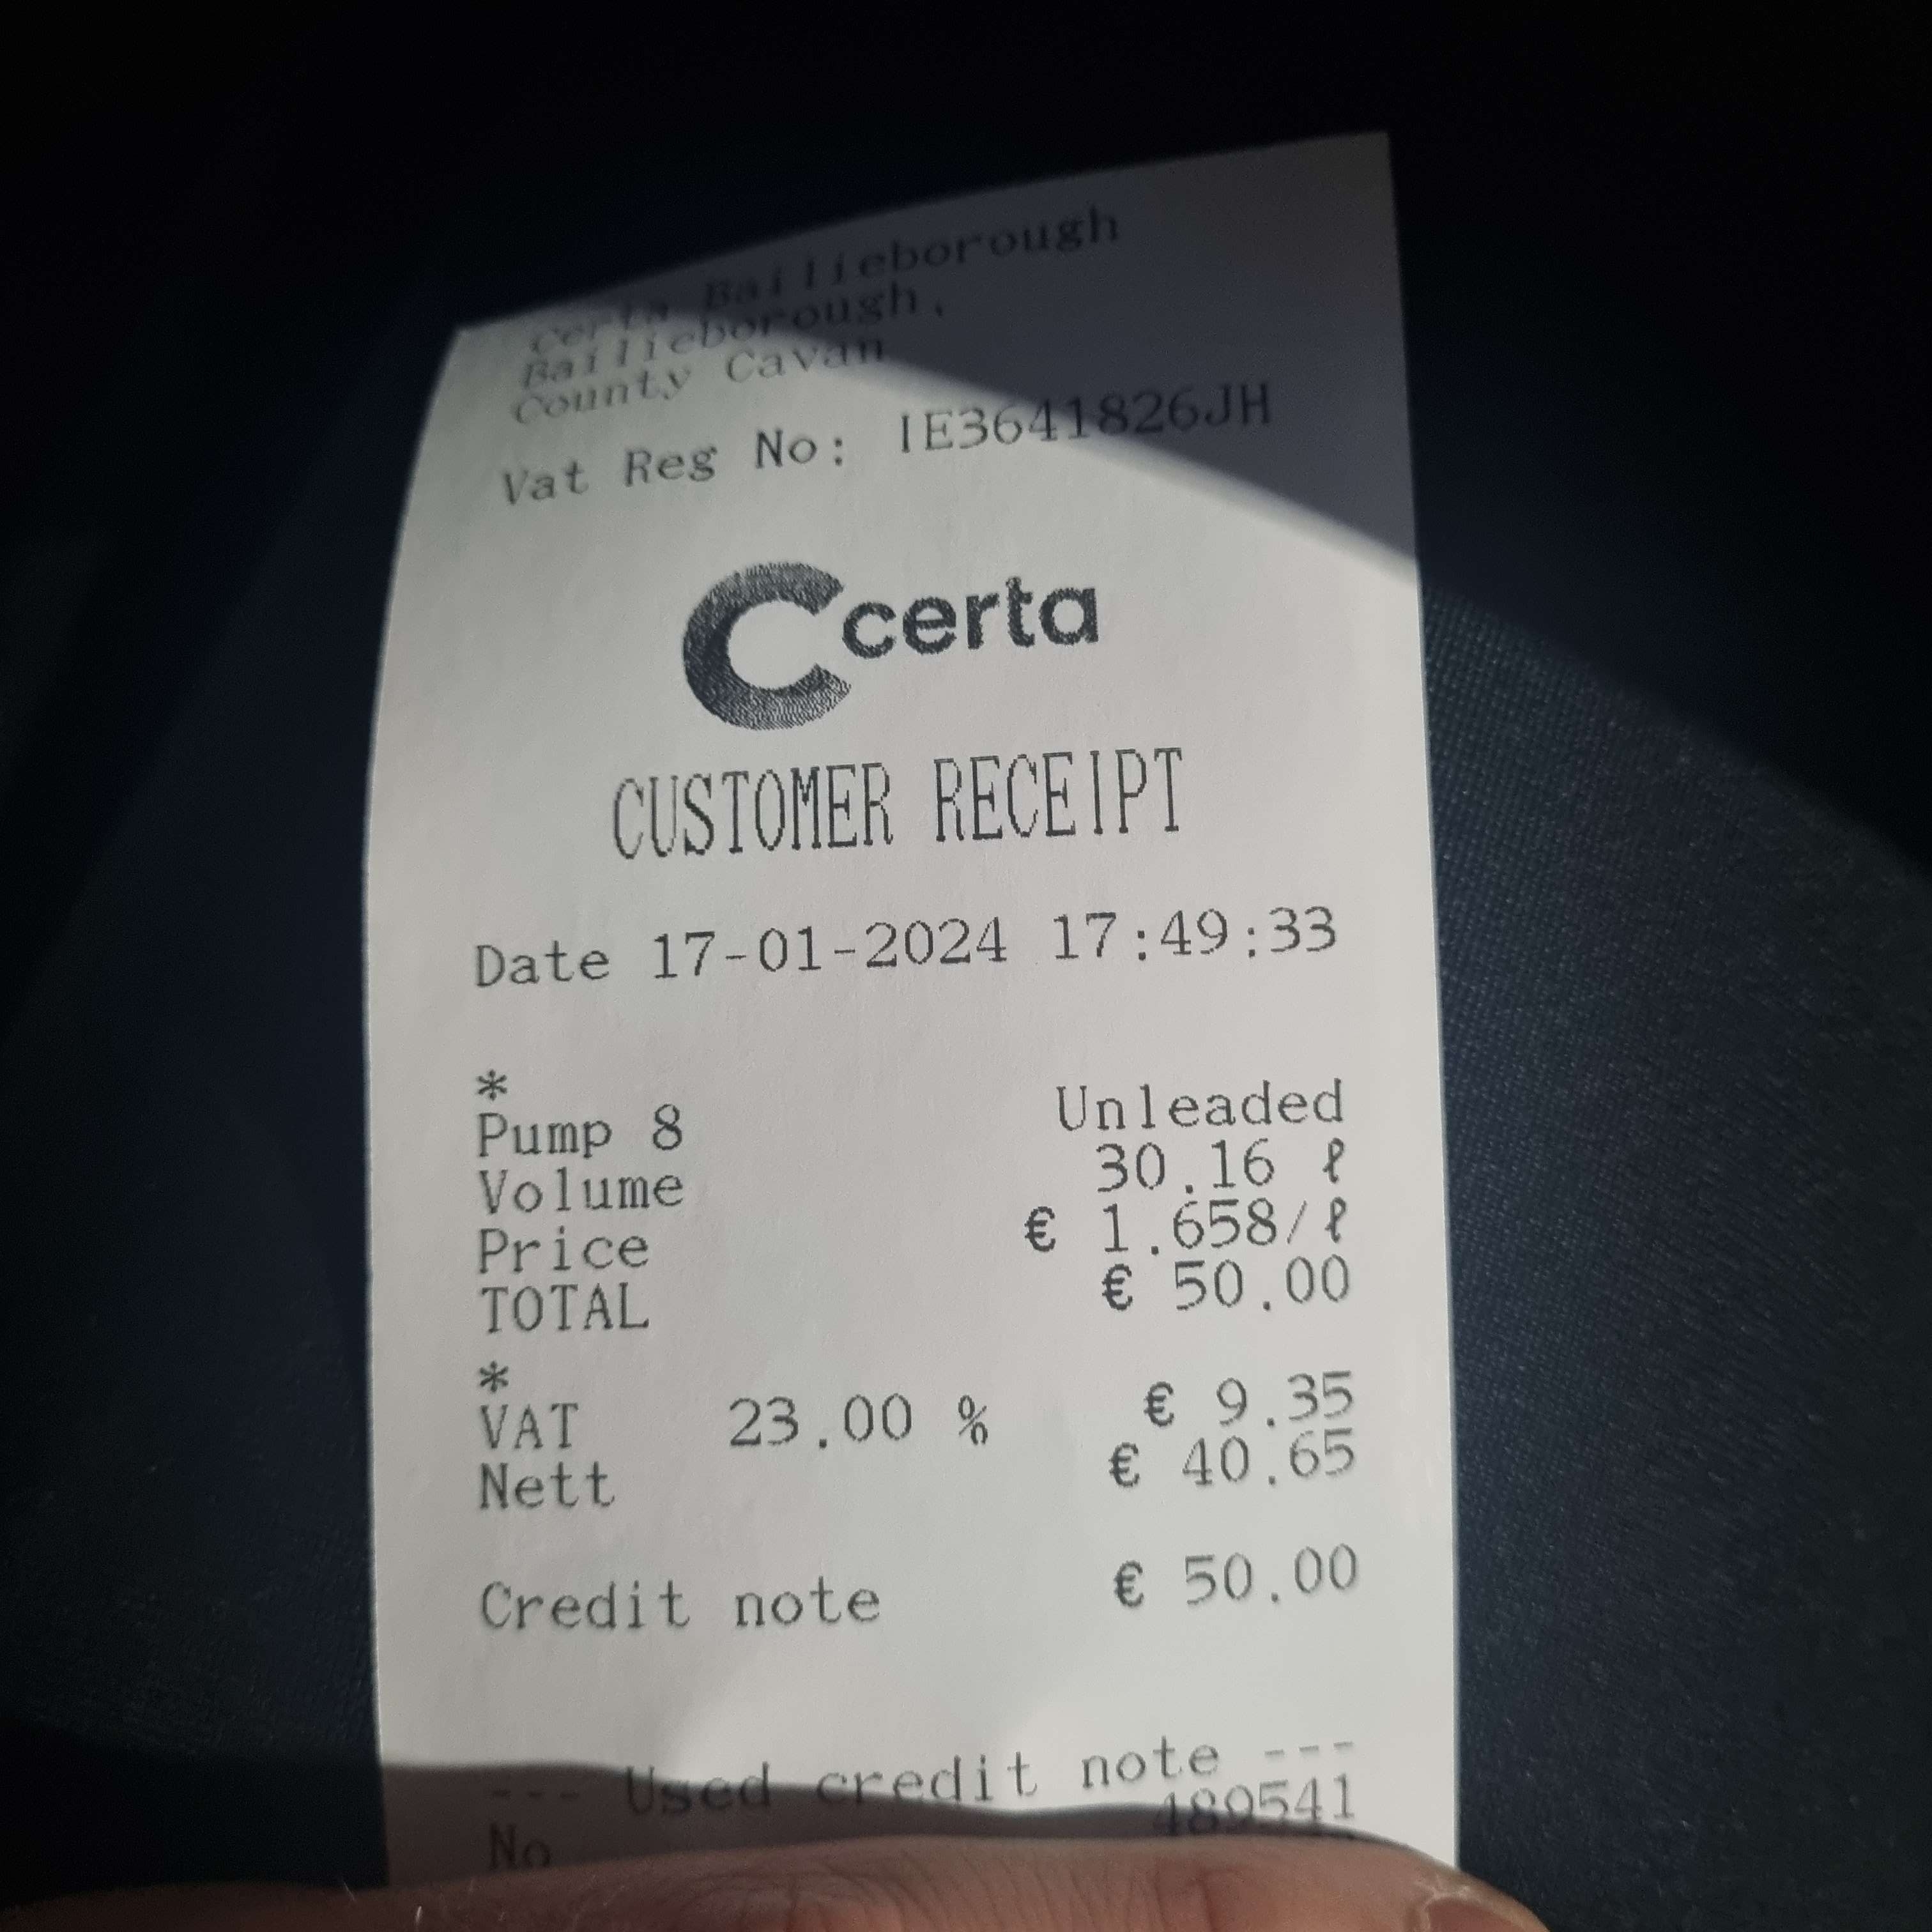 Certa Bailieborough
Bailieborough,
County Cavan
Vat Reg No: IE3641826JH
certa
CUSTOMER RECEIPT
Date 17-01-2024 17:49:33
*
Pump 8 Unleaded
Volume 30.16 ℓ
Price € 1.658/ℓ
TOTAL € 50.00
*
VAT 23.00 % € 9.35
Nett € 40.65
Credit note € 50.00
--- Used credit note ---
No 489541